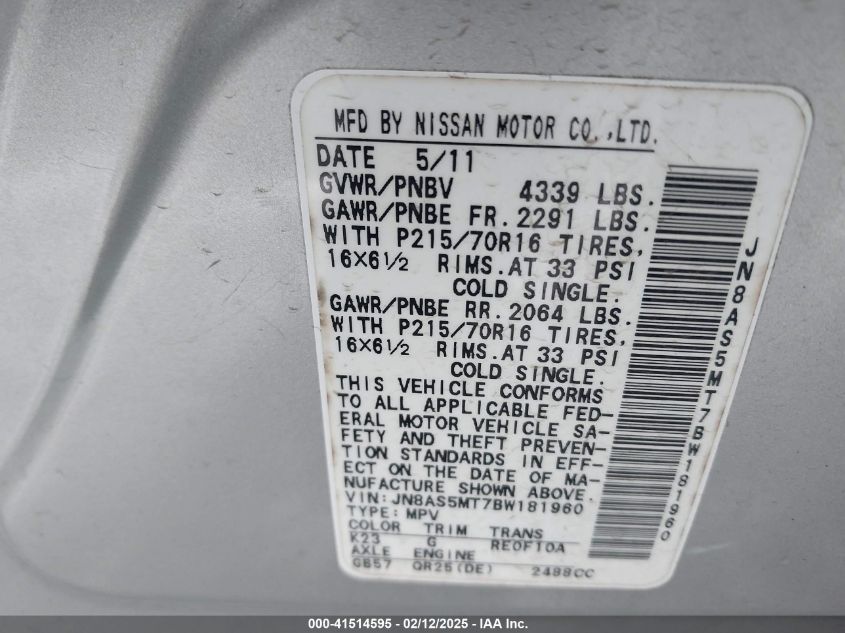 MFD BY NISSAN MOTOR CO.,LTD.
DATE 5/11
GVWR/PNBV 4339 LBS.
GAWR/PNBE FR.2291 LBS.
WITH P215/70R16 TIRES,
16X6½ RIMS.AT 33 PSI
COLD SINGLE.
GAWR/PNBE RR.2064 LBS.
WITH P215/70R16 TIRES,
16X6½ RIMS.AT 33 PSI
COLD SINGLE.
THIS VEHICLE CONFORMS
TO ALL APPLICABLE FED-
ERAL MOTOR VEHICLE SA-
FETY AND THEFT PREVEN-
TION STANDARDS IN EFF-
ECT ON THE DATE OF MA-
NUFACTURE SHOWN ABOVE.
VIN: JN8AS5MT7BW181960
TYPE: MPV
COLOR TRIM TRANS
K23 G RE0F10A
AXLE ENGINE
GB57 QR25(DE) 2488CC
JN8AS5MT7BW181960
000-41514595 - 02/12/2025 - IAA Inc.